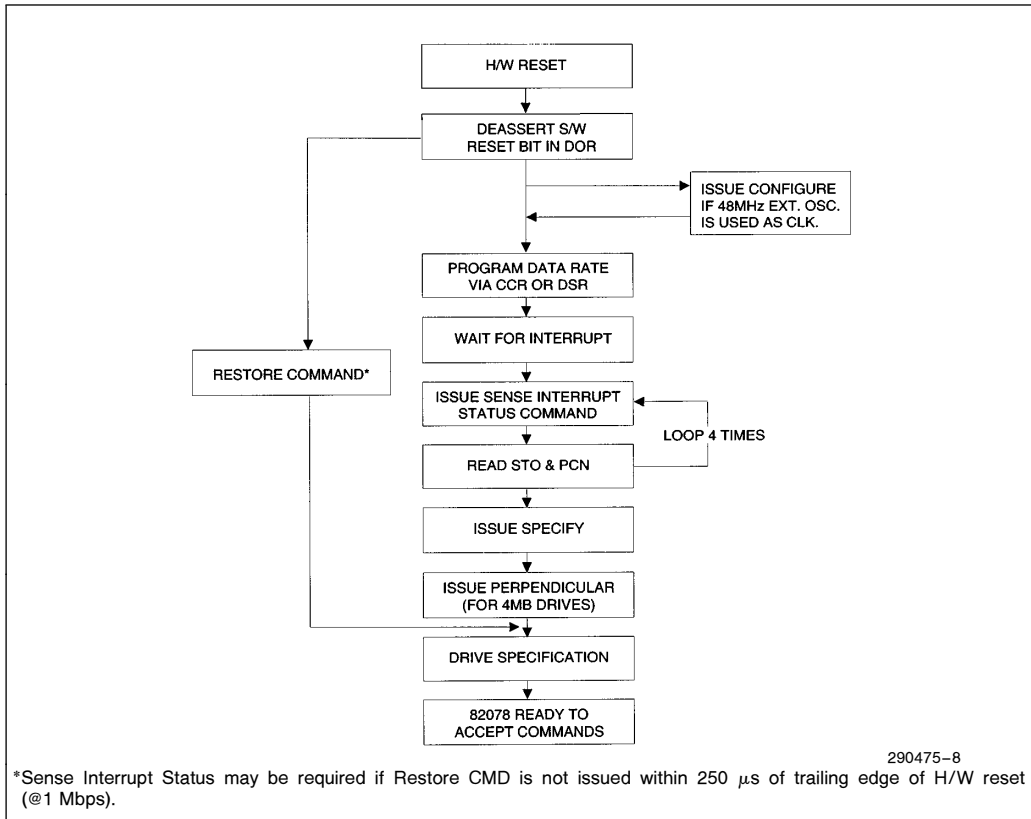 H/W RESET
DEASSERT S/W
RESET BIT IN DOR
ISSUE CONFIGURE
IF 48MHz EXT. OSC.
IS USED AS CLK.
PROGRAM DATA RATE
VIA CCR OR DSR
WAIT FOR INTERRUPT
RESTORE COMMAND*
ISSUE SENSE INTERRUPT
STATUS COMMAND
LOOP 4 TIMES
READ STO & PCN
ISSUE SPECIFY
ISSUE PERPENDICULAR
(FOR 4MB DRIVES)
DRIVE SPECIFICATION
82078 READY TO
ACCEPT COMMANDS
290475–8
*Sense Interrupt Status may be required if Restore CMD is not issued within 250 μs of trailing edge of H/W reset
(@1 Mbps).